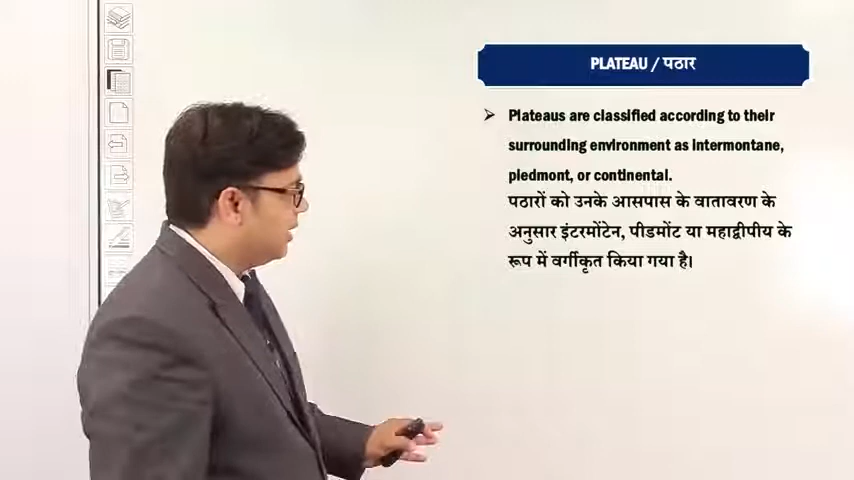 PLATEAU / पठार
➢ Plateaus are classified according to their
surrounding environment as intermontane,
piedmont, or continental.
पठारों को उनके आसपास के वातावरण के
अनुसार इंटरमोंटेन, पीडमोंट या महाद्वीपीय के
रूप में वर्गीकृत किया गया है।